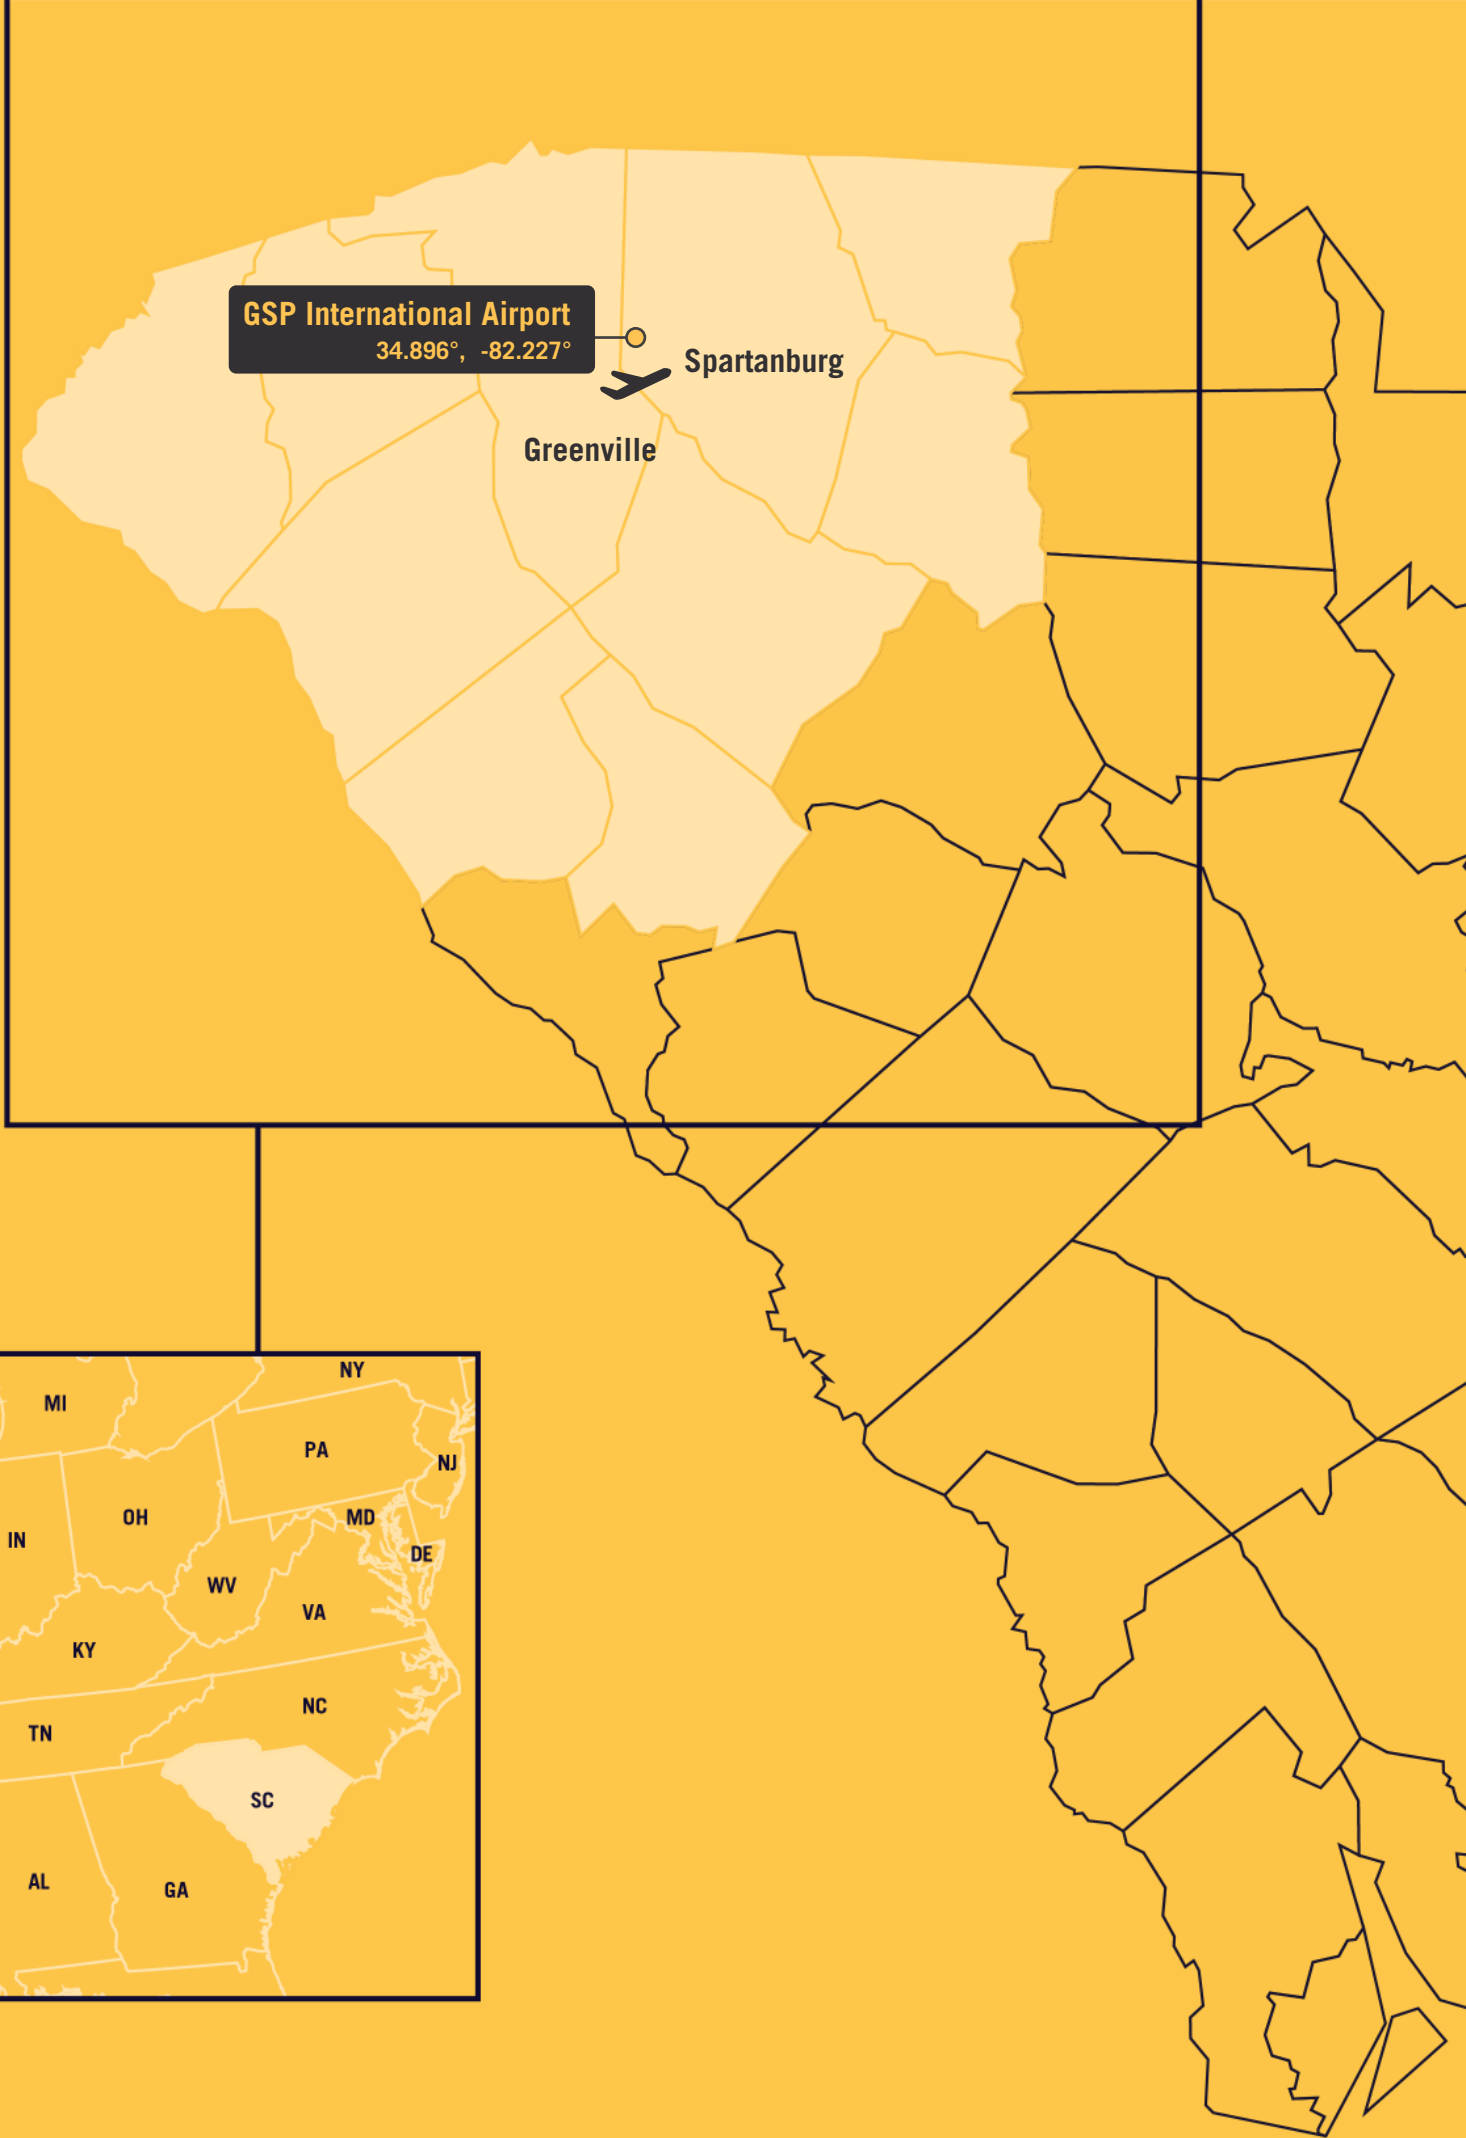 GSP International Airport
34.896°, -82.227°
Spartanburg
Greenville
NY
MI
PA
NJ
OH
MD
IN
DE
WV
VA
KY
NC
TN
SC
AL
GA